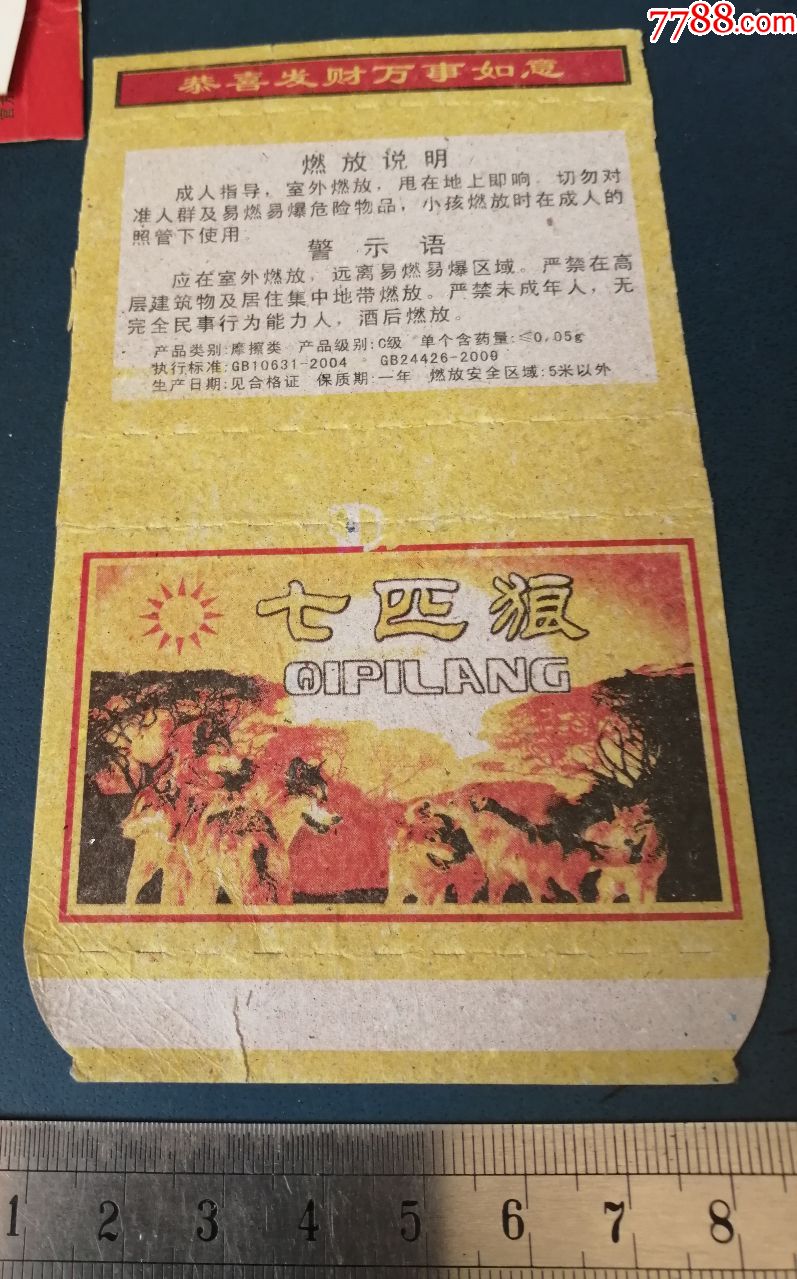 7788.com
恭喜发财万事如意
燃放说明
成人指导，室外燃放，甩在地上即响。切勿对
准人群及易燃易爆危险物品，小孩燃放时在成人的
照管下使用。
警示语
应在室外燃放，远离易燃易爆区域。严禁在高
层建筑物及居住集中地带燃放。严禁未成年人，无
完全民事行为能力人，酒后燃放。
产品类别:摩擦类 产品级别:C级 单个含药量:≤0.05g
执行标准:GB10631-2004 GB24426-2009
生产日期:见合格证 保质期:一年 燃放安全区域:5米以外
七匹狼
QIPILANG
1 2 3 4 5 6 7 8